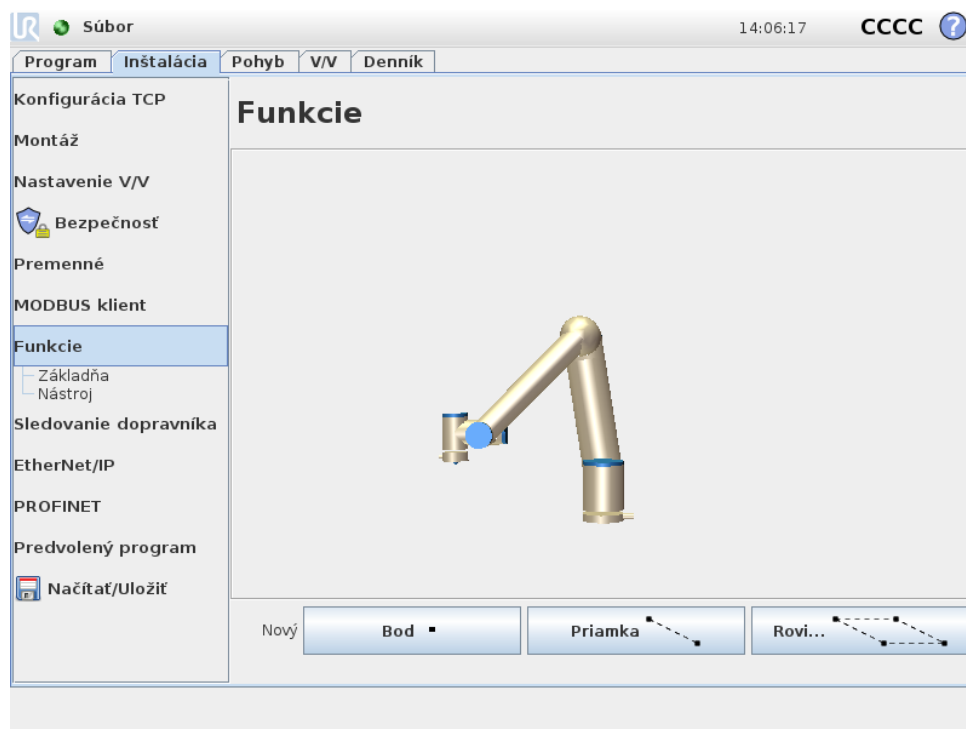 UR Súbor 14:06:17 CCCC ?
Program Inštalácia Pohyb V/V Denník
Konfigurácia TCP
Funkcie
Montáž
Nastavenie V/V
Bezpečnosť
Premenné
MODBUS klient
Funkcie
Základňa
Nástroj
Sledovanie dopravníka
EtherNet/IP
PROFINET
Predvolený program
Načítať/Uložiť
Nový Bod Priamka Rovi...